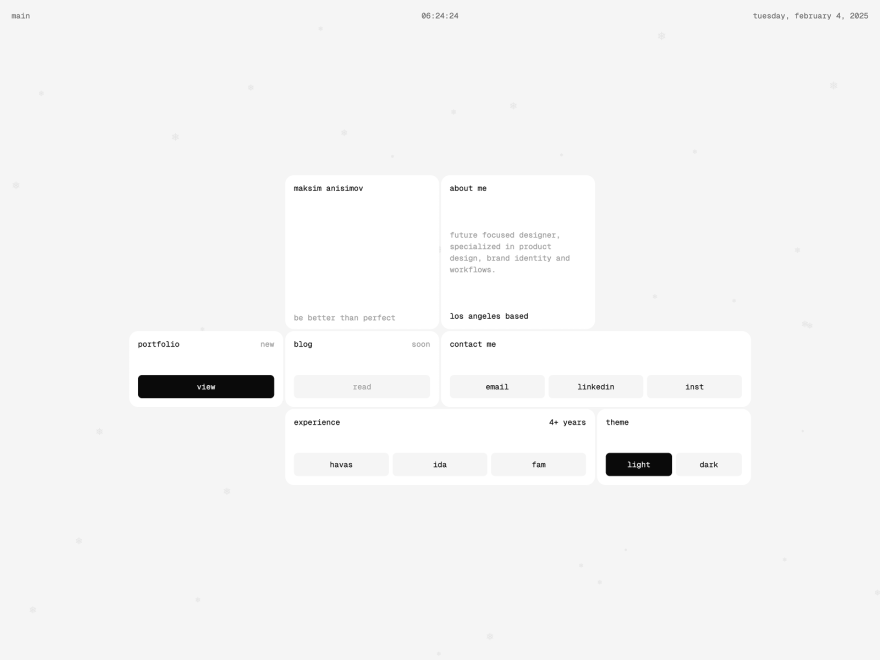 main
06:24:24
tuesday, february 4, 2025
maksim anisimov
be better than perfect
about me
future focused designer,
specialized in product
design, brand identity and
workflows.
los angeles based
portfolio new
view
blog soon
read
contact me
email linkedin inst
experience 4+ years
havas ida fam
theme
light dark